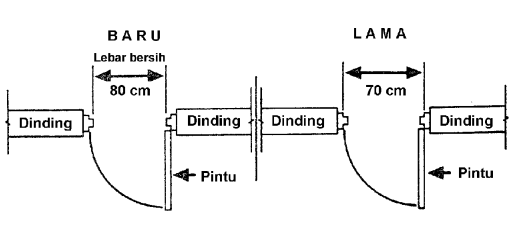 BARU
Lebar bersih
80 cm
Dinding
Dinding
Pintu
LAMA
70 cm
Dinding
Dinding
Pintu